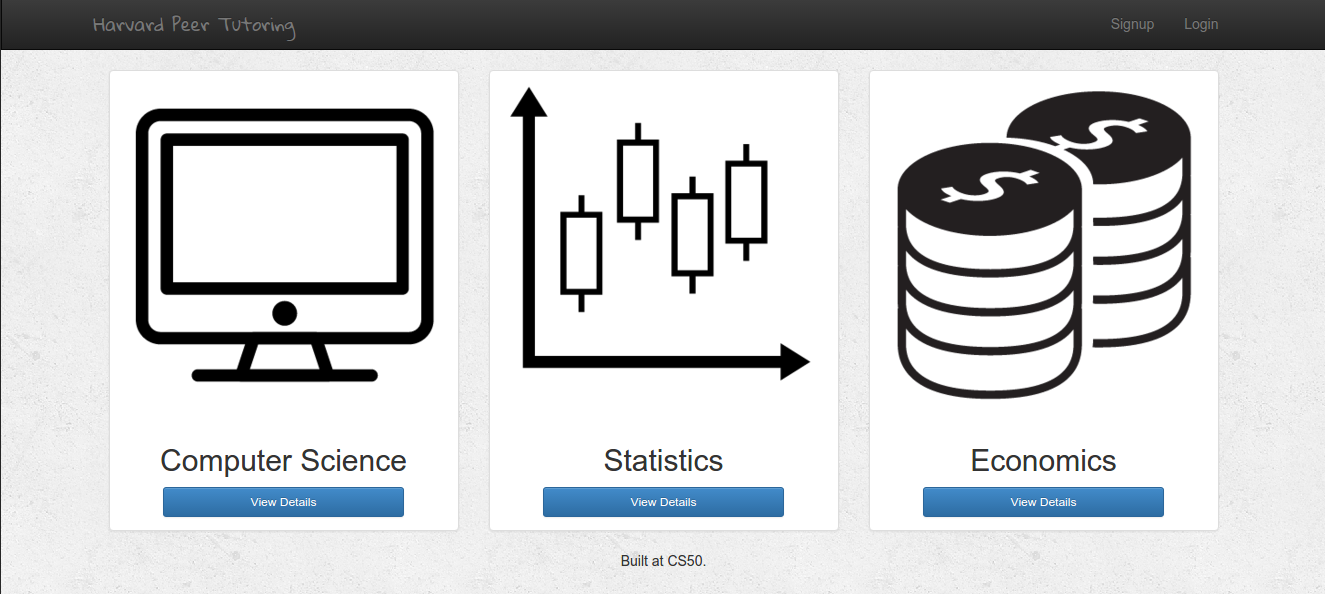 Harvard Peer Tutoring
Signup
Login
Computer Science
Statistics
Economics
View Details
View Details
View Details
Built at CS50.